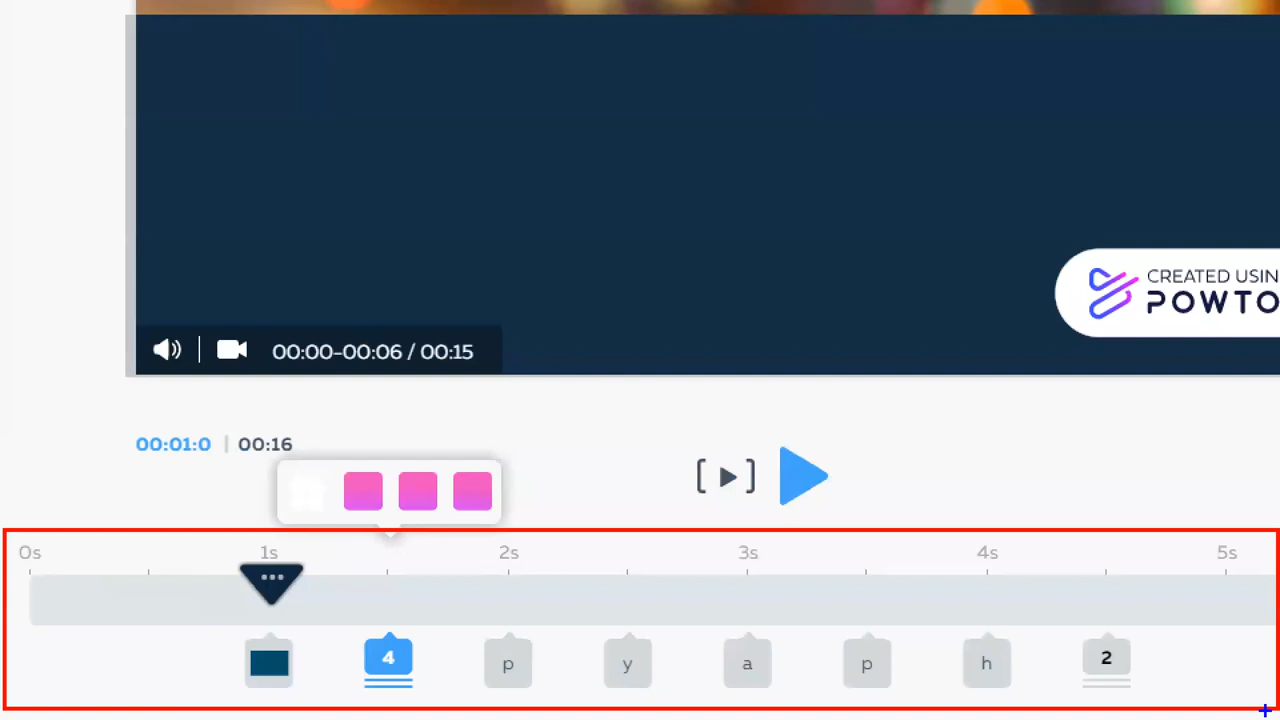 CREATED USIN
POWTO
00:00-00:06 / 00:15
00:01:0 | 00:16
0s 1s 2s 3s 4s 5s
4 p y a p h 2